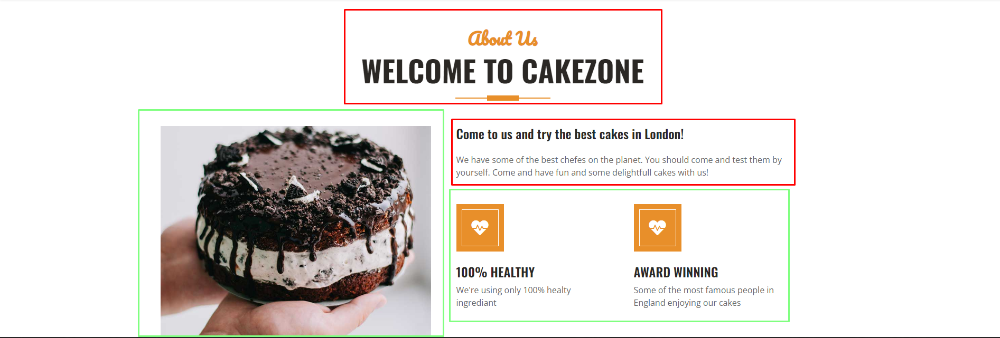 About Us
WELCOME TO CAKEZONE
Come to us and try the best cakes in London!
We have some of the best chefes on the planet. You should come and test them by
yourself. Come and have fun and some delightfull cakes with us!
100% HEALTHY
We're using only 100% healty
ingrediant
AWARD WINNING
Some of the most famous people in
England enjoying our cakes